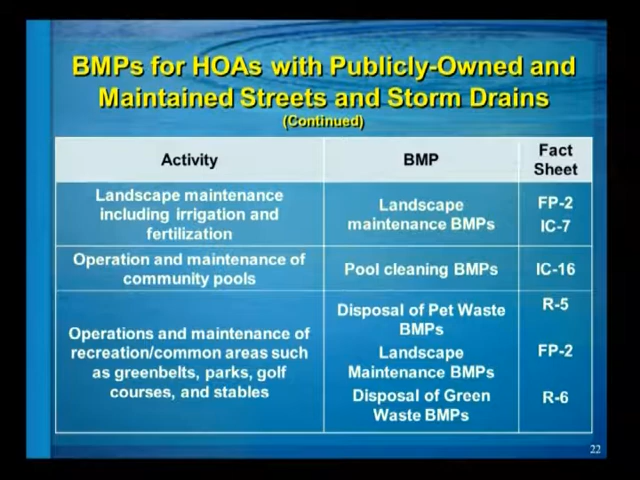 BMPs for HOAs with Publicly-Owned and
Maintained Streets and Storm Drains
(Continued)
Activity
BMP
Fact
Sheet
Landscape maintenance
including irrigation and
fertilization
Landscape
maintenance BMPs
FP-2
IC-7
Operation and maintenance of
community pools
Pool cleaning BMPs
IC-16
Operations and maintenance of
recreation/common areas such
as greenbelts, parks, golf
courses, and stables
Disposal of Pet Waste
BMPs
R-5
Landscape
Maintenance BMPs
FP-2
Disposal of Green
Waste BMPs
R-6
22